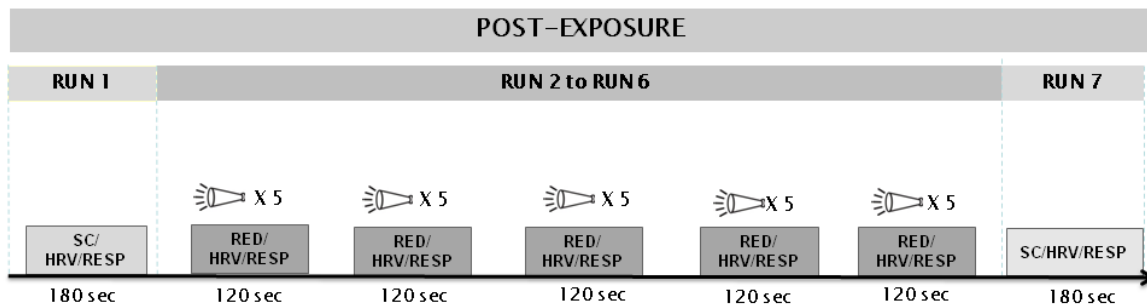 POST-EXPOSURE
RUN 1
RUN 2 to RUN 6
RUN 7
X 5
X 5
X 5
X 5
X 5
SC/
HRV/RESP
RED/
HRV/RESP
RED/
HRV/RESP
RED/
HRV/RESP
RED/
HRV/RESP
RED/
HRV/RESP
SC/HRV/RESP
180 sec
120 sec
120 sec
120 sec
120 sec
120 sec
180 sec